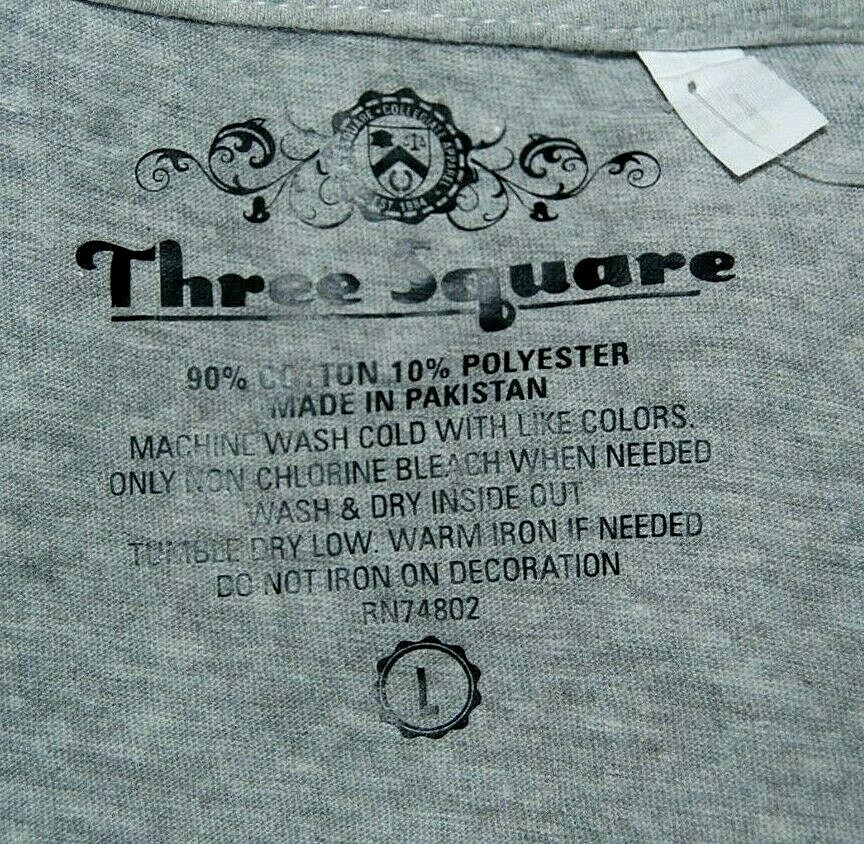 COLLEGIATE APPAREL
Three Square
90% COTTON 10% POLYESTER
MADE IN PAKISTAN
MACHINE WASH COLD WITH LIKE COLORS.
ONLY NON CHLORINE BLEACH WHEN NEEDED
WASH & DRY INSIDE OUT
TUMBLE DRY LOW. WARM IRON IF NEEDED
DO NOT IRON ON DECORATION
RN74802
L